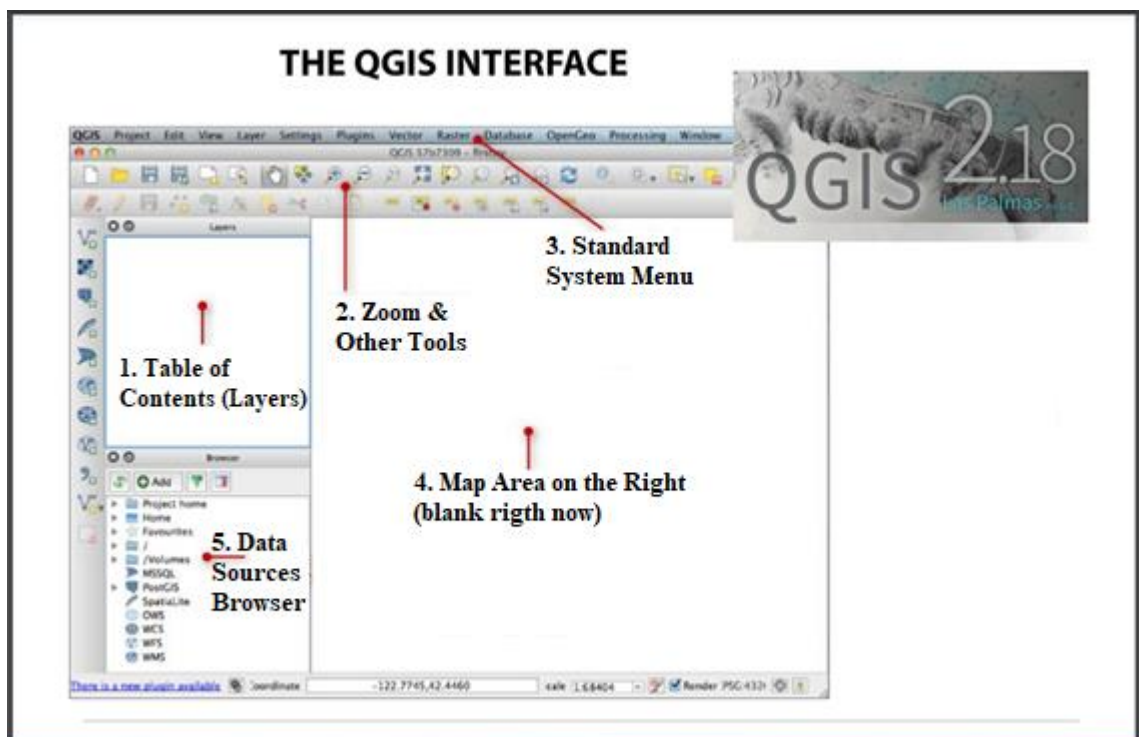 THE QGIS INTERFACE
QGIS 2.18
Las Palmas
QGIS Project Edit View Layer Settings Plugins Vector Raster Database OpenGeo Processing Window
Layers
3. Standard
System Menu
2. Zoom &
Other Tools
1. Table of
Contents (Layers)
4. Map Area on the Right
(blank rigth now)
Browser
Add
Project home
Home
Favourites
/
/Volumes
MSSQL
PostGIS
SpatiaLite
OWS
WCS
WFS
WMS
5. Data
Sources
Browser
There is a new plugin available
oordinate
-122.7745,42.4460
cale
Render